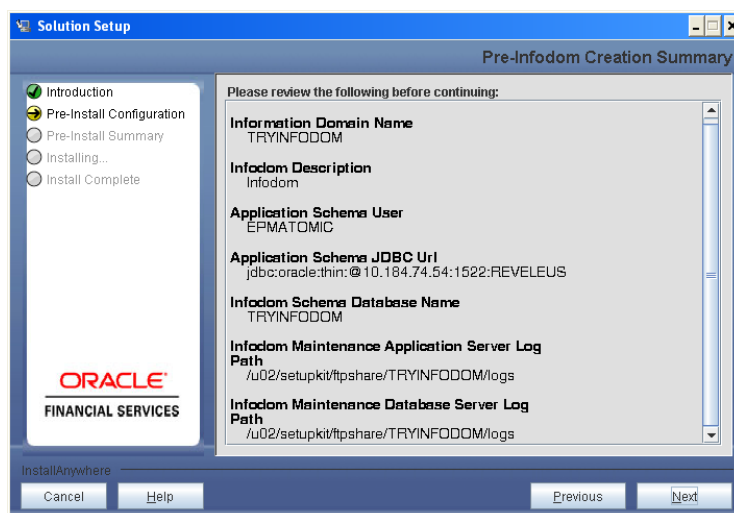 Solution Setup
Pre-Infodom Creation Summary
Introduction
Pre-Install Configuration
Pre-Install Summary
Installing...
Install Complete
ORACLE
FINANCIAL SERVICES
Please review the following before continuing:
Information Domain Name
TRYINFODOM
Infodom Description
Infodom
Application Schema User
EPMATOMIC
Application Schema JDBC Url
jdbc:oracle:thin:@10.184.74.54:1522:REVELEUS
Infodom Schema Database Name
TRYINFODOM
Infodom Maintenance Application Server Log
Path
/u02/setupkit/ftpshare/TRYINFODOM/logs
Infodom Maintenance Database Server Log
Path
/u02/setupkit/ftpshare/TRYINFODOM/logs
InstallAnywhere
Cancel
Help
Previous
Next